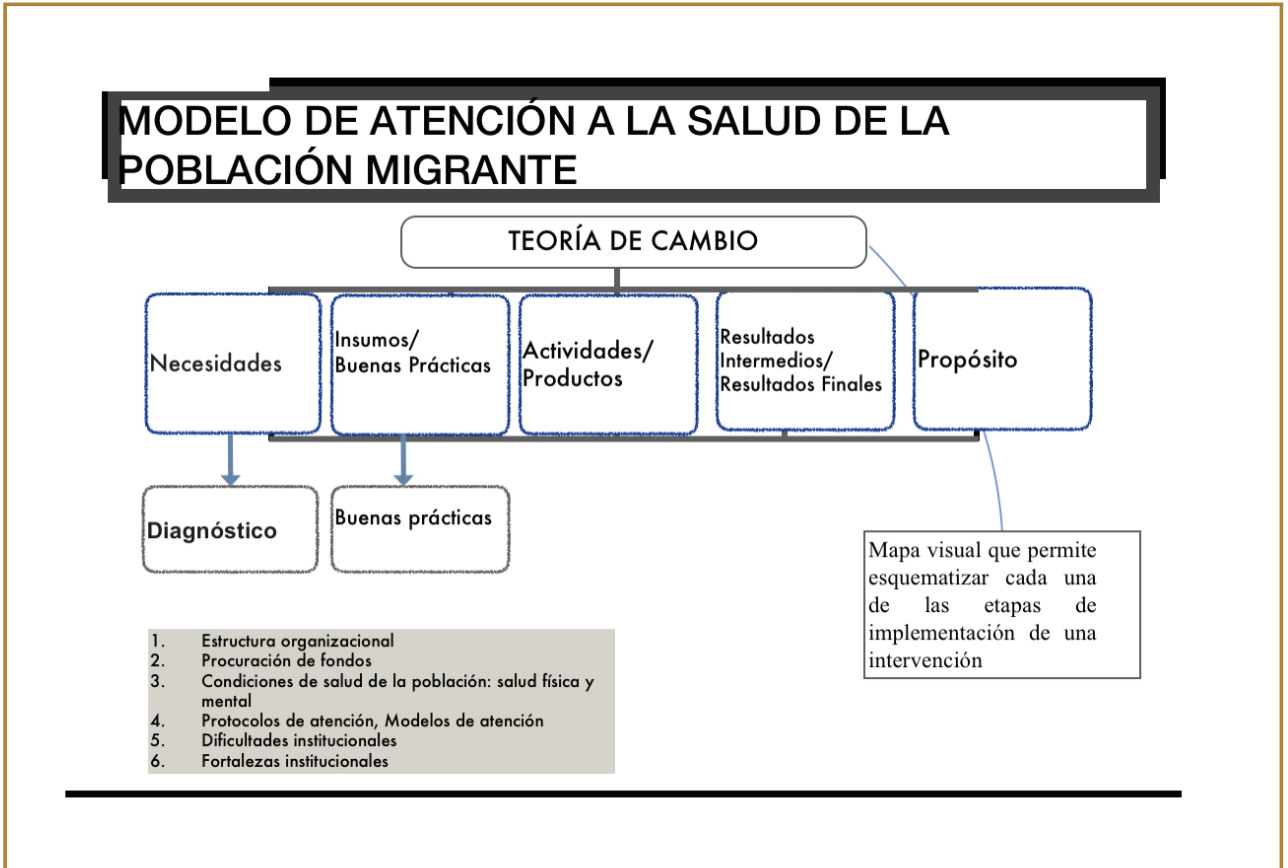 MODELO DE ATENCIÓN A LA SALUD DE LA
POBLACIÓN MIGRANTE
TEORÍA DE CAMBIO
Necesidades
Insumos/
Buenas Prácticas
Actividades/
Productos
Resultados
Intermedios/
Resultados Finales
Propósito
Diagnóstico
Buenas prácticas
Mapa visual que permite
esquematizar cada una
de las etapas de
implementación de una
intervención
1. Estructura organizacional
2. Procuración de fondos
3. Condiciones de salud de la población: salud física y
mental
4. Protocolos de atención, Modelos de atención
5. Dificultades institucionales
6. Fortalezas institucionales